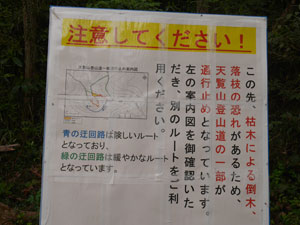 注意してください！
この先、枯木による倒木、
落枝の恐れがあるため、
天覧山登山道の一部が
通行止めとなっています。
左の案内図を御確認いた
だき、別のルートをご利
用ください。
青の迂回路は険しいルート
となっており、
緑の迂回路は緩やかなルート
となっています。